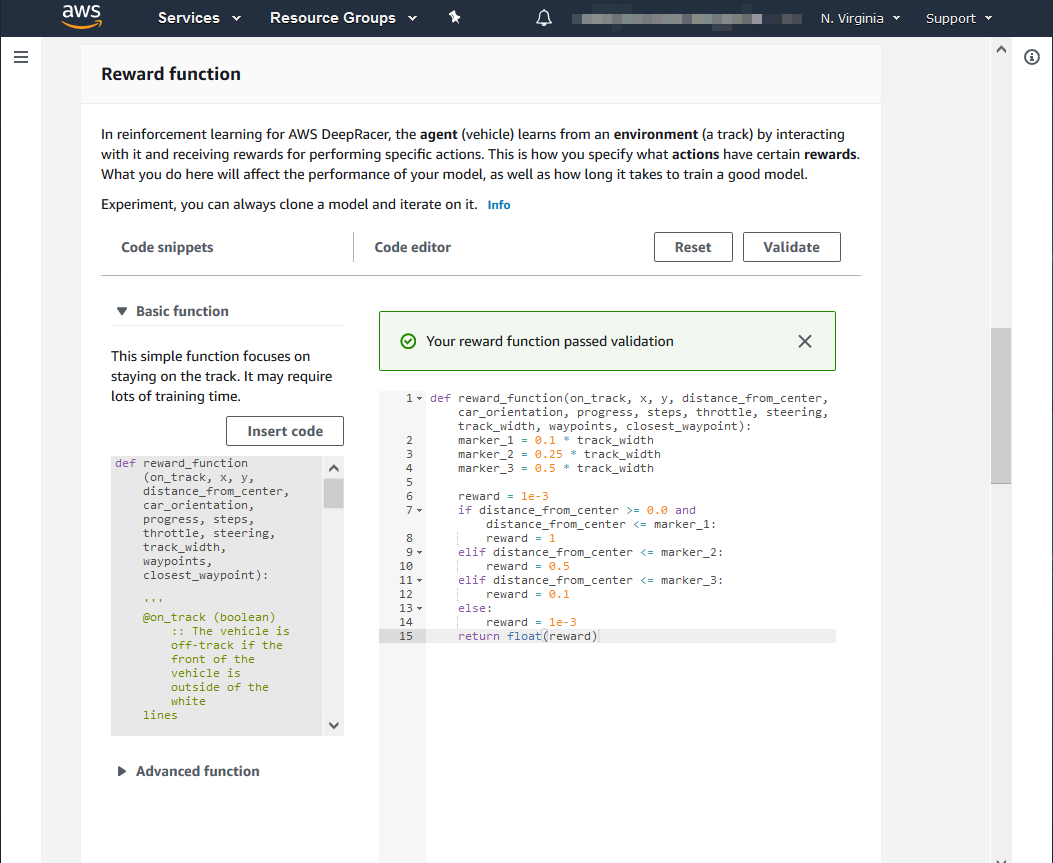 aws Services Resource Groups N. Virginia Support
Reward function
In reinforcement learning for AWS DeepRacer, the agent (vehicle) learns from an environment (a track) by interacting
with it and receiving rewards for performing specific actions. This is how you specify what actions have certain rewards.
What you do here will affect the performance of your model, as well as how long it takes to train a good model.
Experiment, you can always clone a model and iterate on it. Info
Code snippets
Code editor
Reset
Validate
Basic function
This simple function focuses on
staying on the track. It may require
lots of training time.
Insert code
def reward_function
(on_track, x, y,
distance_from_center,
car_orientation,
progress, steps,
throttle, steering,
track_width,
waypoints,
closest_waypoint):
'''
@on_track (boolean)
:: The vehicle is
off-track if the
front of the
vehicle is
outside of the
white
lines
Advanced function
Your reward function passed validation
1 def reward_function(on_track, x, y, distance_from_center,
car_orientation, progress, steps, throttle, steering,
track_width, waypoints, closest_waypoint):
2 marker_1 = 0.1 * track_width
3 marker_2 = 0.25 * track_width
4 marker_3 = 0.5 * track_width
5
6 reward = 1e-3
7 if distance_from_center >= 0.0 and
distance_from_center <= marker_1:
8 reward = 1
9 elif distance_from_center <= marker_2:
10 reward = 0.5
11 elif distance_from_center <= marker_3:
12 reward = 0.1
13 else:
14 reward = 1e-3
15 return float(reward)